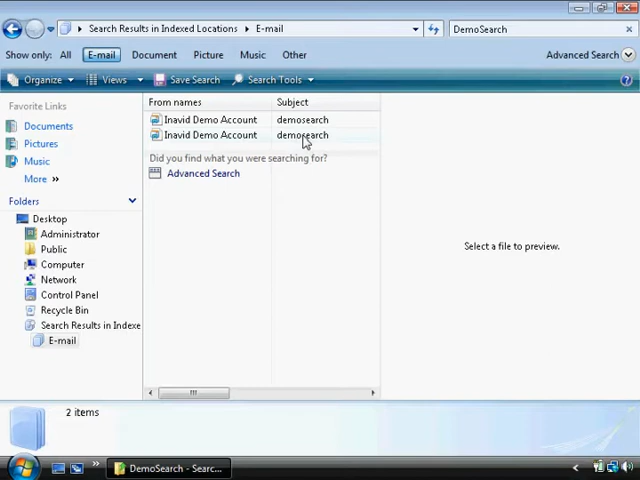 Search Results in Indexed Locations ▸ E-mail
DemoSearch
Show only: All E-mail Document Picture Music Other
Advanced Search
Organize Views Save Search Search Tools
Favorite Links
Documents
Pictures
Music
More »
Folders
Desktop
Administrator
Public
Computer
Network
Control Panel
Recycle Bin
Search Results in Indexe
E-mail
From names Subject
Inavid Demo Account demosearch
Inavid Demo Account demosearch
Did you find what you were searching for?
Advanced Search
Select a file to preview.
2 items
DemoSearch - Searc...